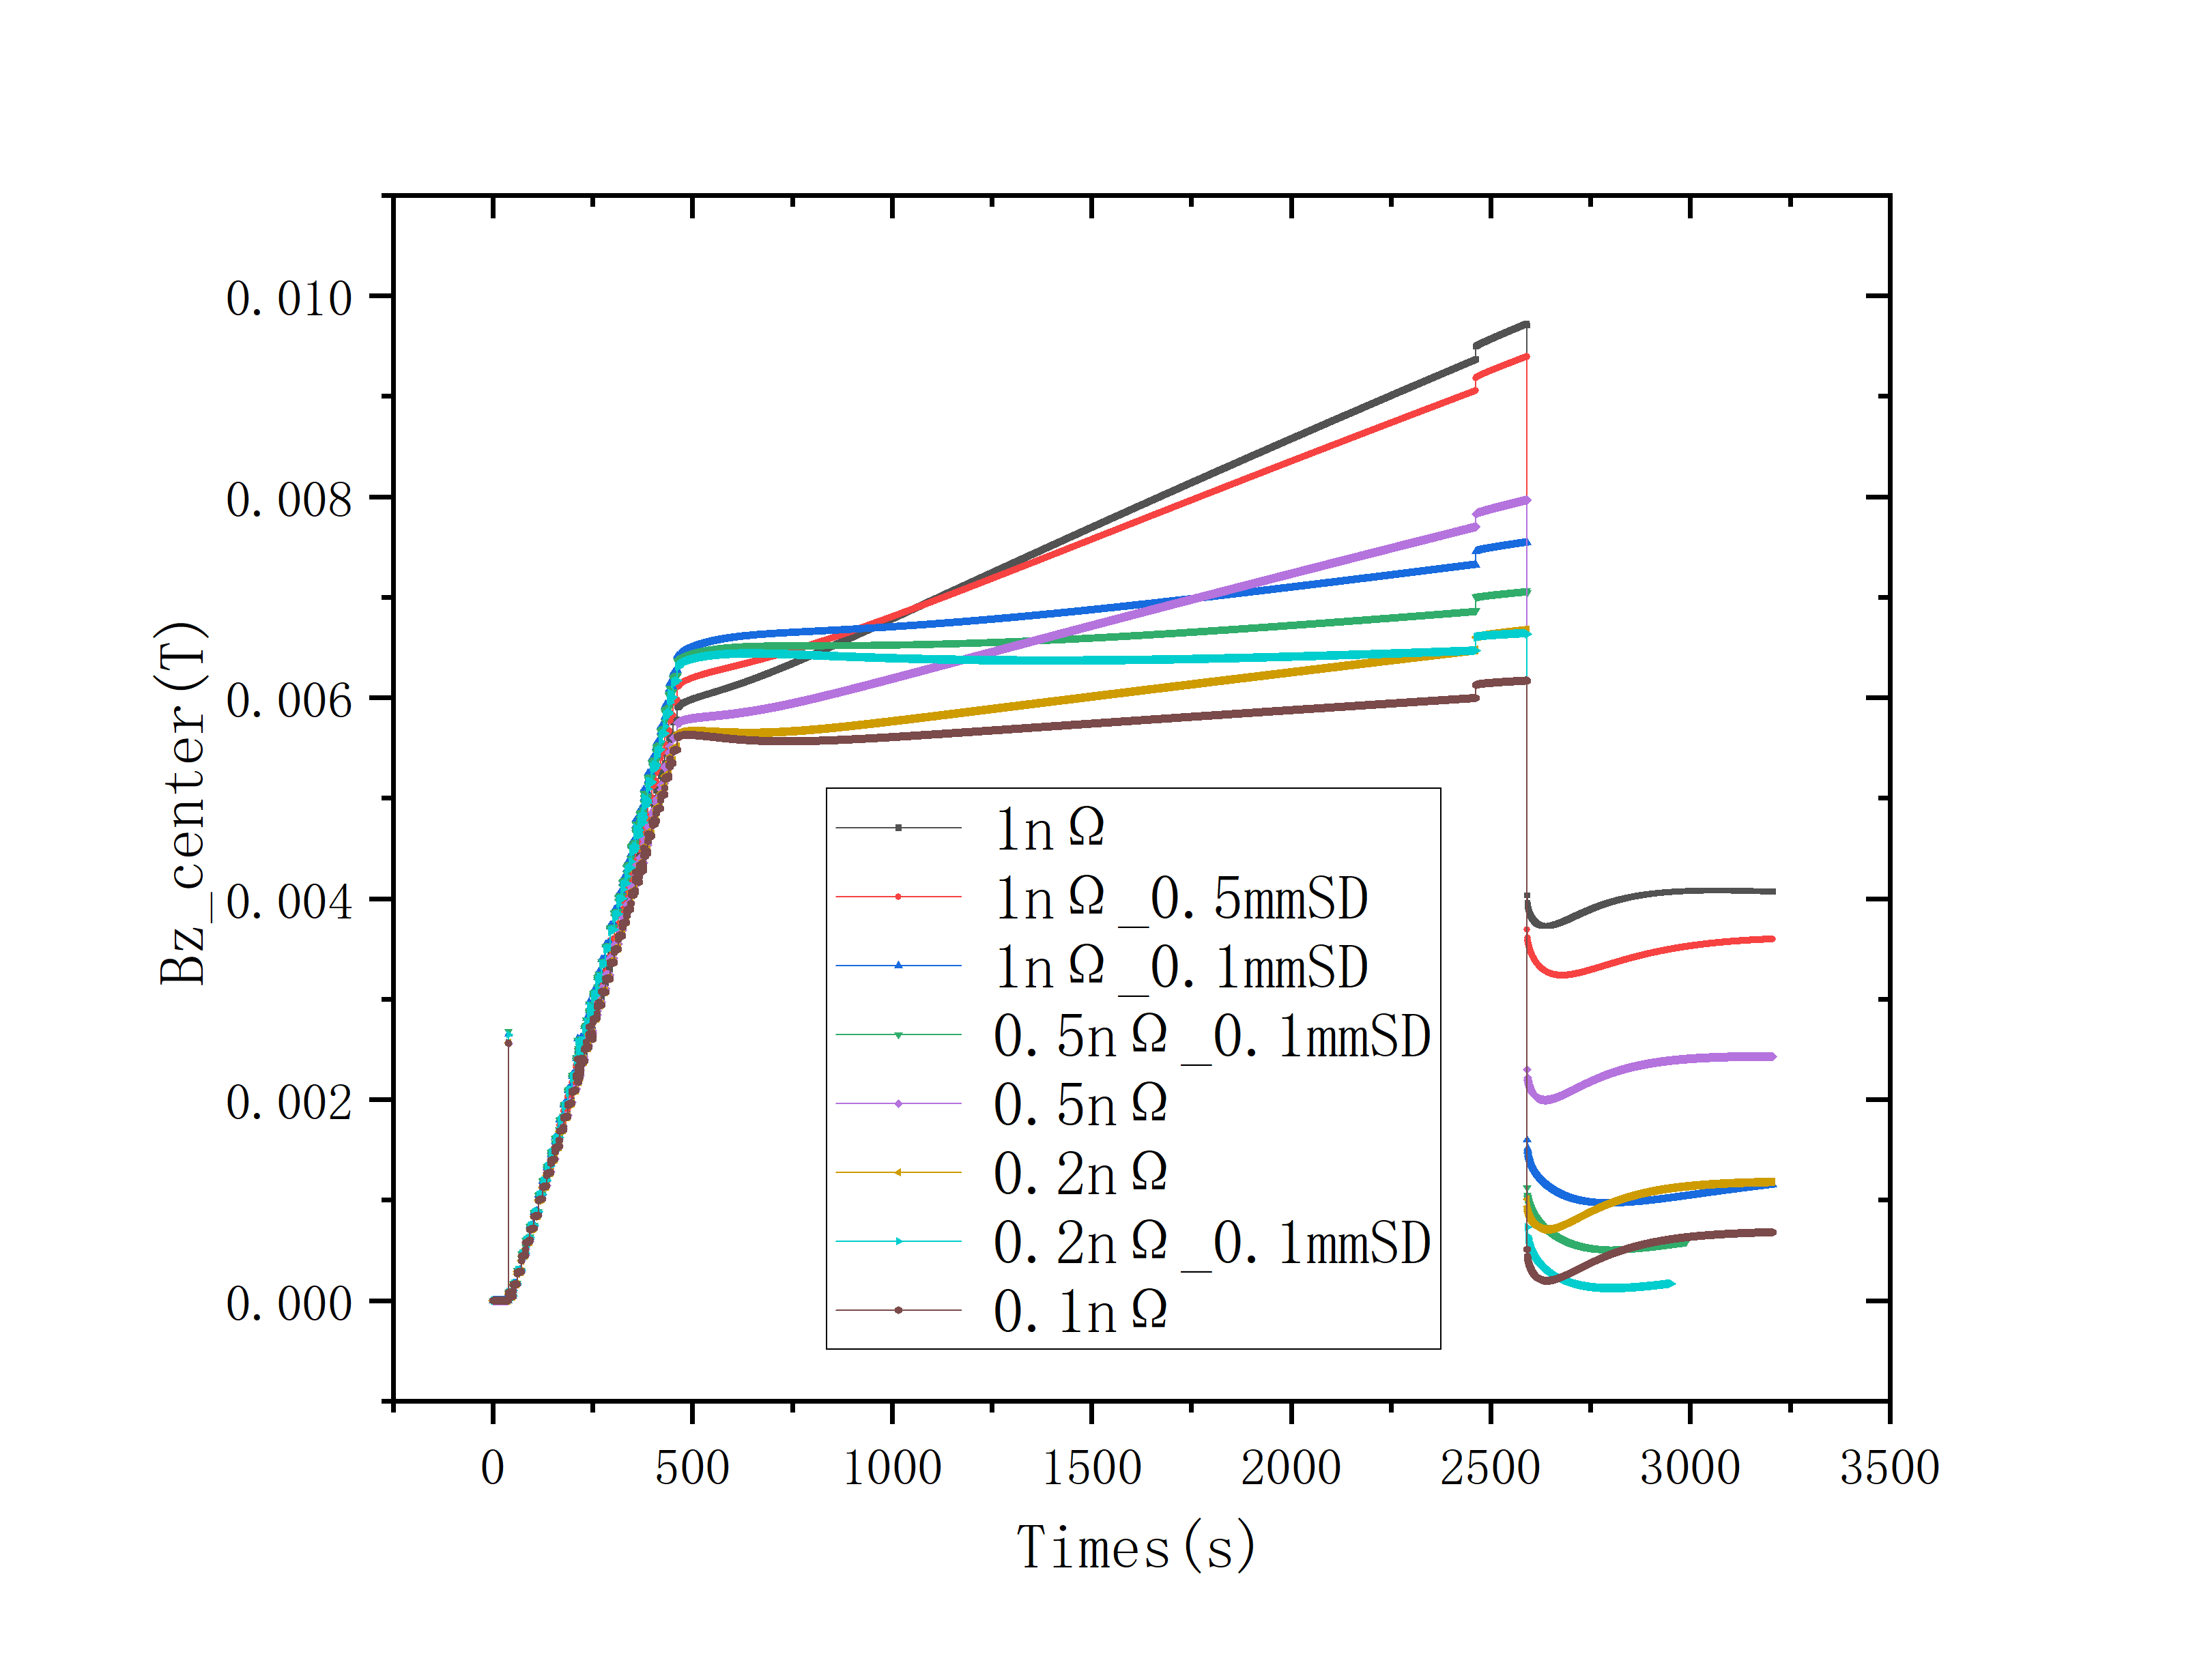 0.010
0.008
0.006
0.004
0.002
0.000
Bz_center(T)
1nΩ
1nΩ_0.5mmSD
1nΩ_0.1mmSD
0.5nΩ_0.1mmSD
0.5nΩ
0.2nΩ
0.2nΩ_0.1mmSD
0.1nΩ
0 500 1000 1500 2000 2500 3000 3500
Times(s)